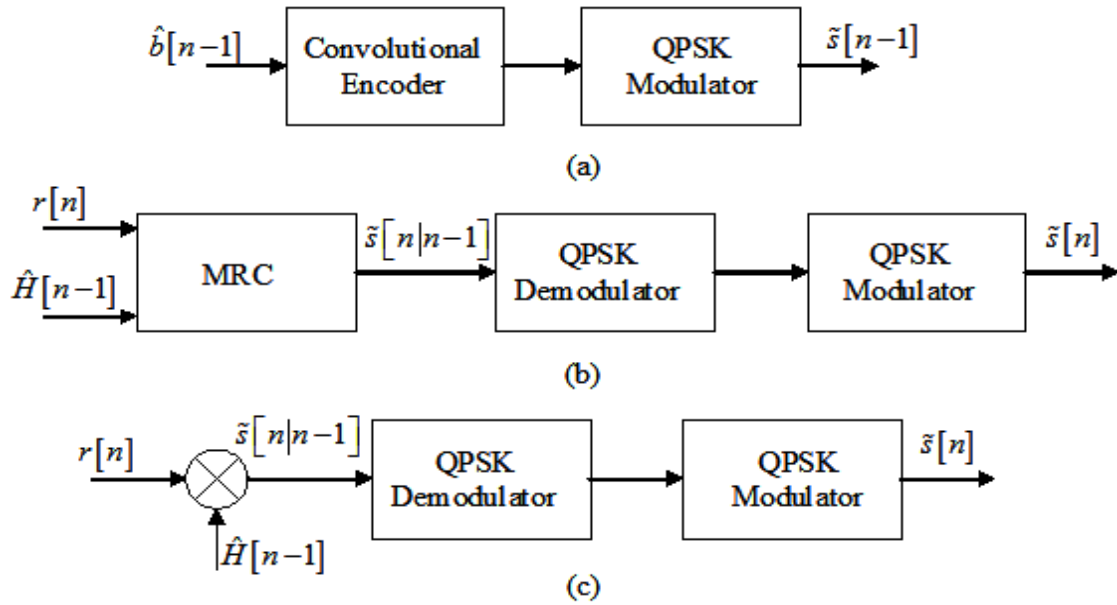 b̂[n−1]
Convolutional
Encoder
QPSK
Modulator
s̃[n−1]
(a)
r[n]
Ĥ[n−1]
MRC
s̃[n|n−1]
QPSK
Demodulator
QPSK
Modulator
s̃[n]
(b)
r[n]
s̃[n|n−1]
Ĥ[n−1]
QPSK
Demodulator
QPSK
Modulator
s̃[n]
(c)